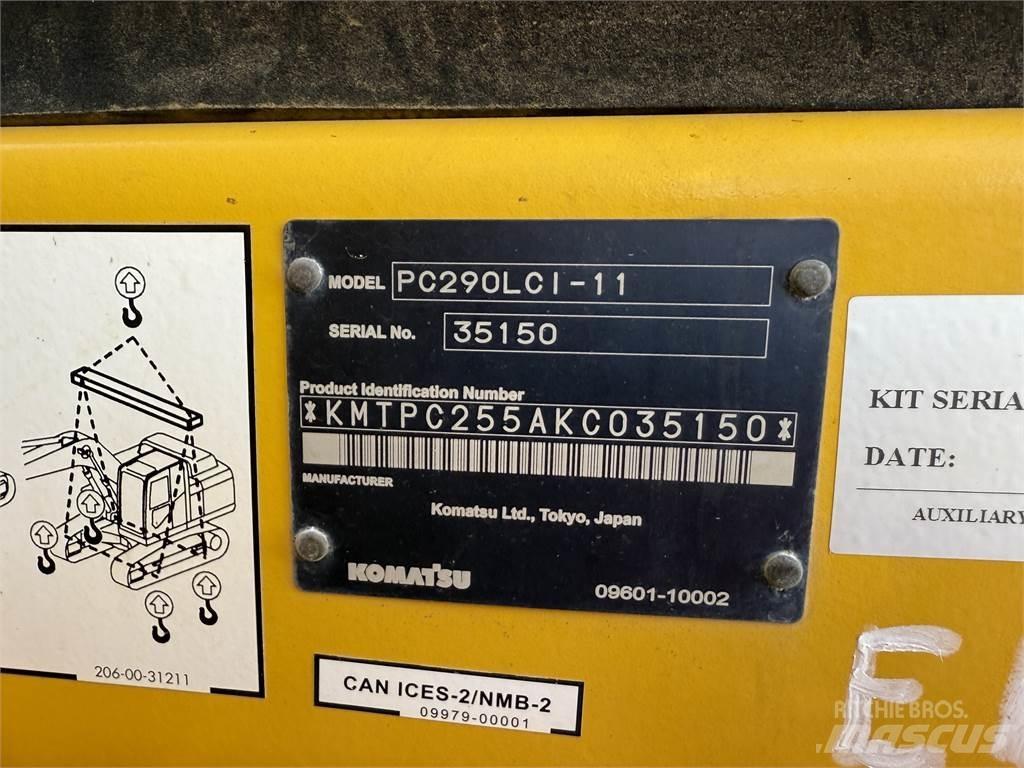 MODEL PC290LCI-11
SERIAL No. 35150
Product Identification Number
*KMTPC255AKC035150*
MANUFACTURER
Komatsu Ltd., Tokyo, Japan
KOMATSU
09601-10002
206-00-31211
CAN ICES-2/NMB-2
09979-00001
KIT SERIA
DATE:
AUXILIARY
RITCHIE BROS.
MASCUS